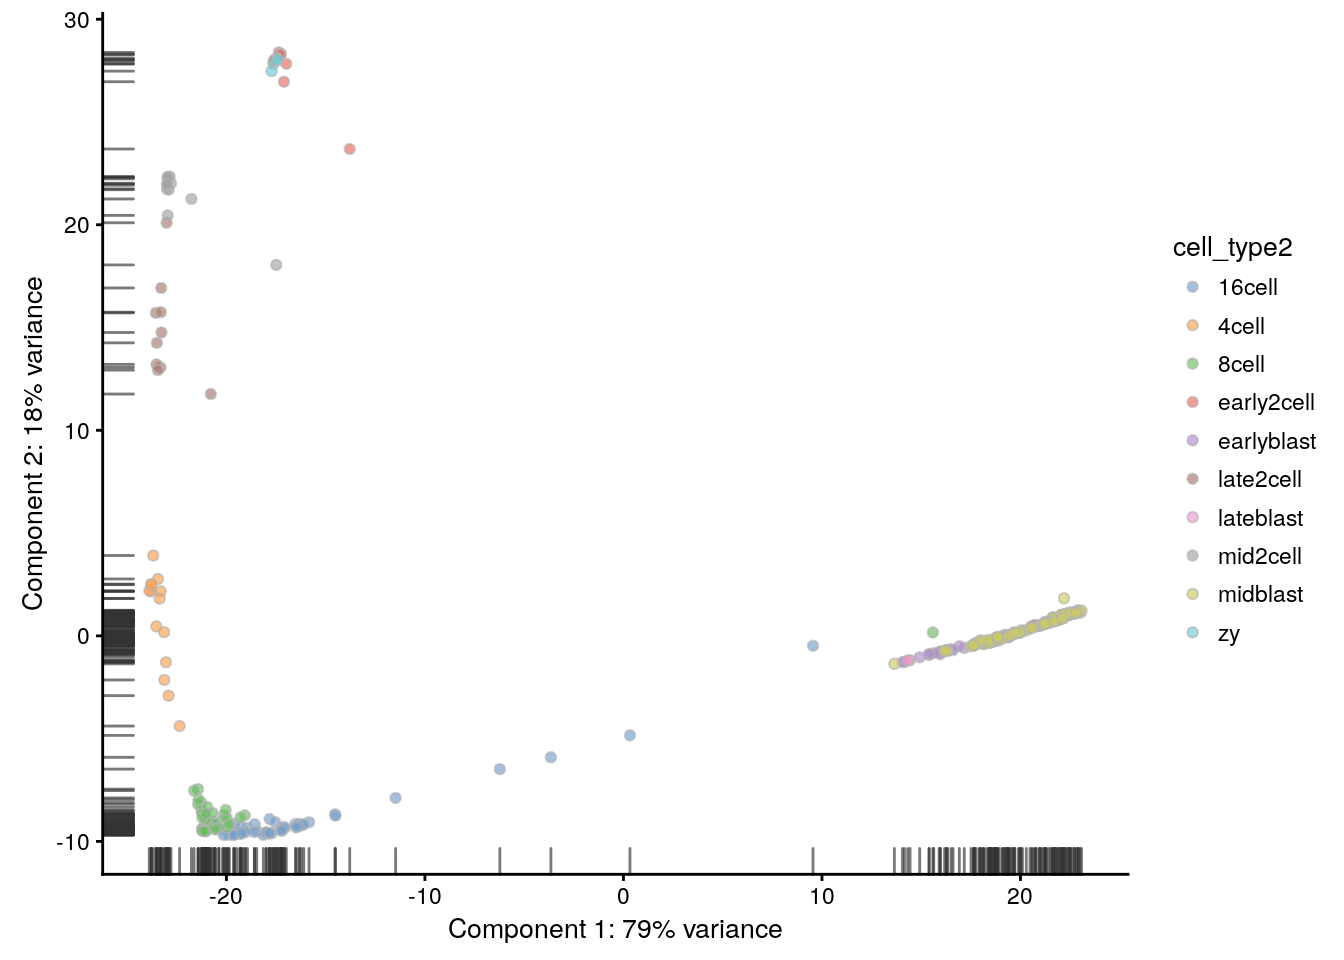 30
20
10
0
-10
Component 2: 18% variance
-20
-10
0
10
20
Component 1: 79% variance
cell_type2
16cell
4cell
8cell
early2cell
earlyblast
late2cell
lateblast
mid2cell
midblast
zy